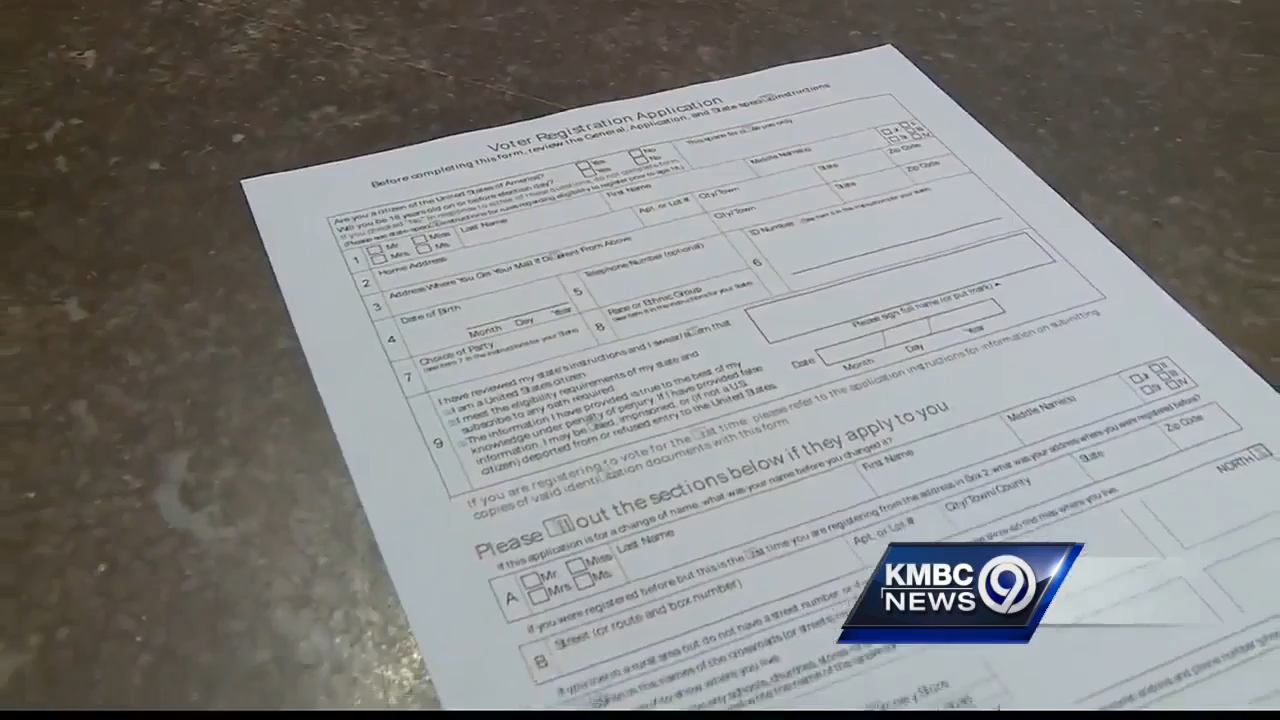 Voter Registration Application
Before completing this form, review the General, Application, and State specific instructions
Are you a citizen of the United States of America? Yes No
Will you be 18 years old on or before election day? Yes No
This space for office use only
1 Mr Miss Last Name First Name Middle Name(s)
Mrs Ms
2 Home Address Apt. or Lot # City/Town State Zip Code
3 Address Where You Get Your Mail If Different From Above City/Town State Zip Code
4 Date of Birth
Month Day Year
5 Telephone Number (optional)
6 ID Number
7 Choice of Party
8 Race or Ethnic Group
9 I have reviewed my state's instructions and I swear/affirm that
I am a United States citizen
I meet the eligibility requirements of my state and
subscribe to any oath required
The information I have provided is true to the best of my
knowledge under penalty of perjury. If I have provided false
information, I may be fined, imprisoned, or (if not a U.S.
citizen) deported from or refused entry to the United States
Please sign full name (or put mark)
Date
Month Day Year
If you are registering to vote for the first time: please refer to the application instructions for information on submitting
copies of valid identification documents with this form
Please fill out the sections below if they apply to you
If this application is for a change of name, what was your name before you changed it?
A Mr Miss Last Name First Name Middle Name(s)
Mrs Ms
If you were registered before but this is the first time you are registering from the address in Box 2, what was your address where you were registered before?
B Street (or route and box number) Apt. or Lot # City/Town/County State Zip Code
NORTH
KMBC 9
NEWS